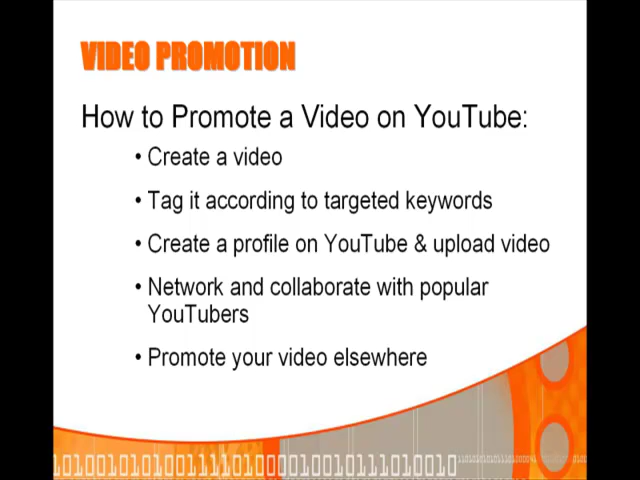 VIDEO PROMOTION
How to Promote a Video on YouTube:
• Create a video
• Tag it according to targeted keywords
• Create a profile on YouTube & upload video
• Network and collaborate with popular
YouTubers
• Promote your video elsewhere